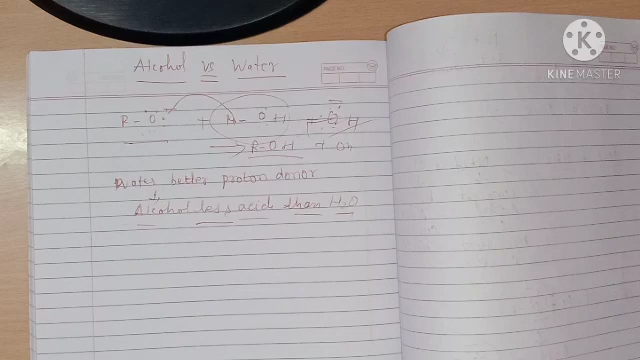 Alcohol vs Water
R - O: + H - O H
→ R - O H + OH
Water better proton donor
Alcohol less acid than H2O
K
KINEMASTER